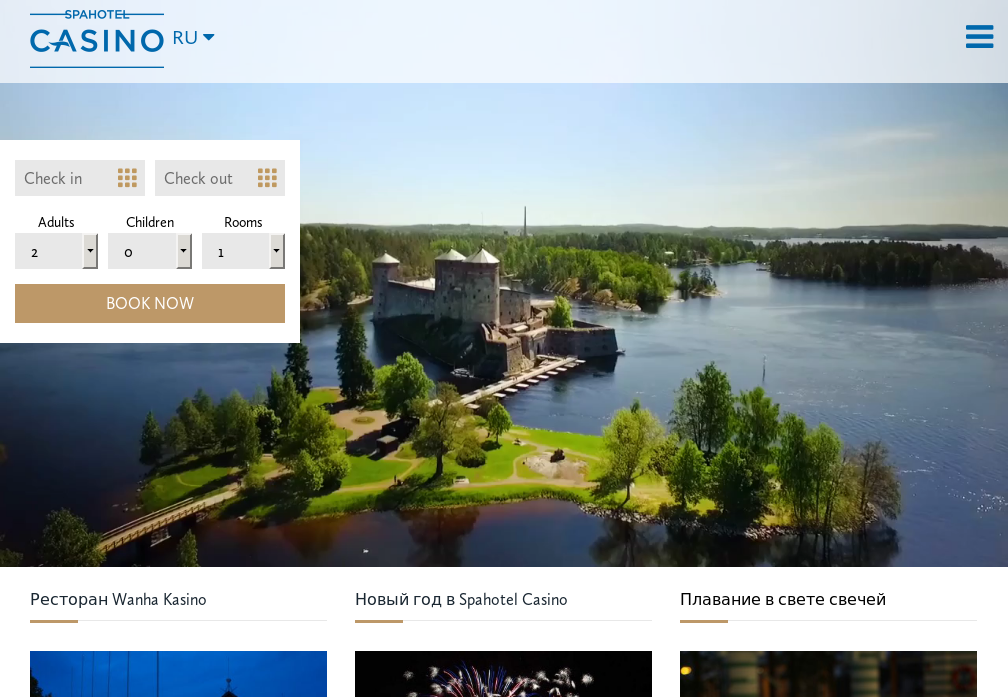 SPAHOTEL
CASINO
RU
Check in
Check out
Adults
Children
Rooms
2
0
1
BOOK NOW
Ресторан Wanha Kasino
Новый год в Spahotel Casino
Плавание в свете свечей